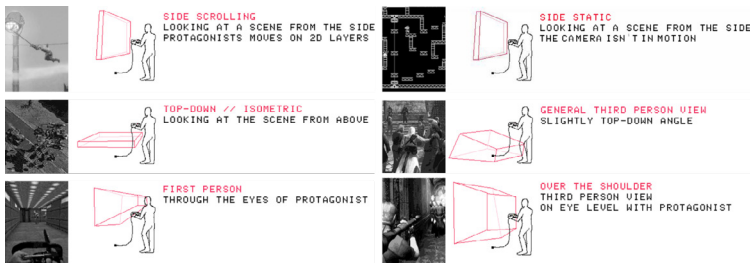 SIDE SCROLLING
LOOKING AT A SCENE FROM THE SIDE
PROTAGONISTS MOVES ON 2D LAYERS
SIDE STATIC
LOOKING AT A SCENE FROM THE SIDE
THE CAMERA ISN'T IN MOTION
TOP-DOWN // ISOMETRIC
LOOKING AT THE SCENE FROM ABOVE
GENERAL THIRD PERSON VIEW
SLIGHTLY TOP-DOWN ANGLE
FIRST PERSON
THROUGH THE EYES OF PROTAGONIST
OVER THE SHOULDER
THIRD PERSON VIEW
ON EYE LEVEL WITH PROTAGONIST